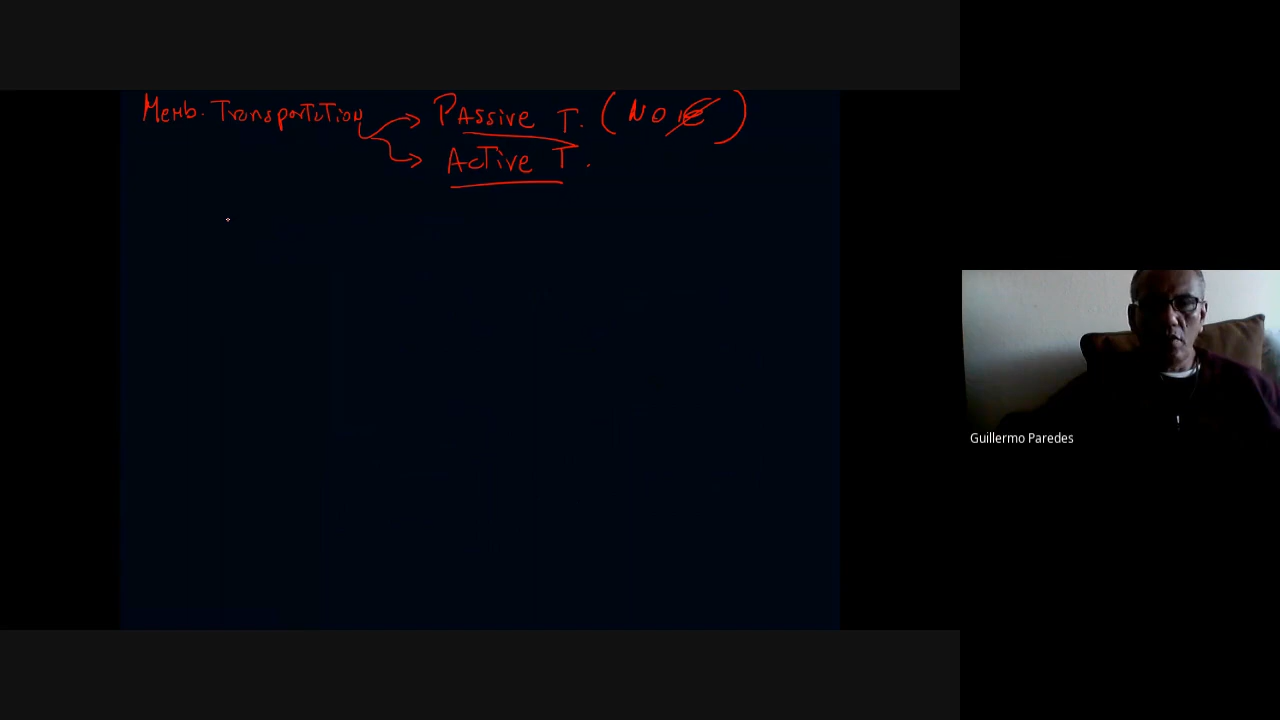 Memb. Transportation Passive T. (NO E)
Active T.
Guillermo Paredes